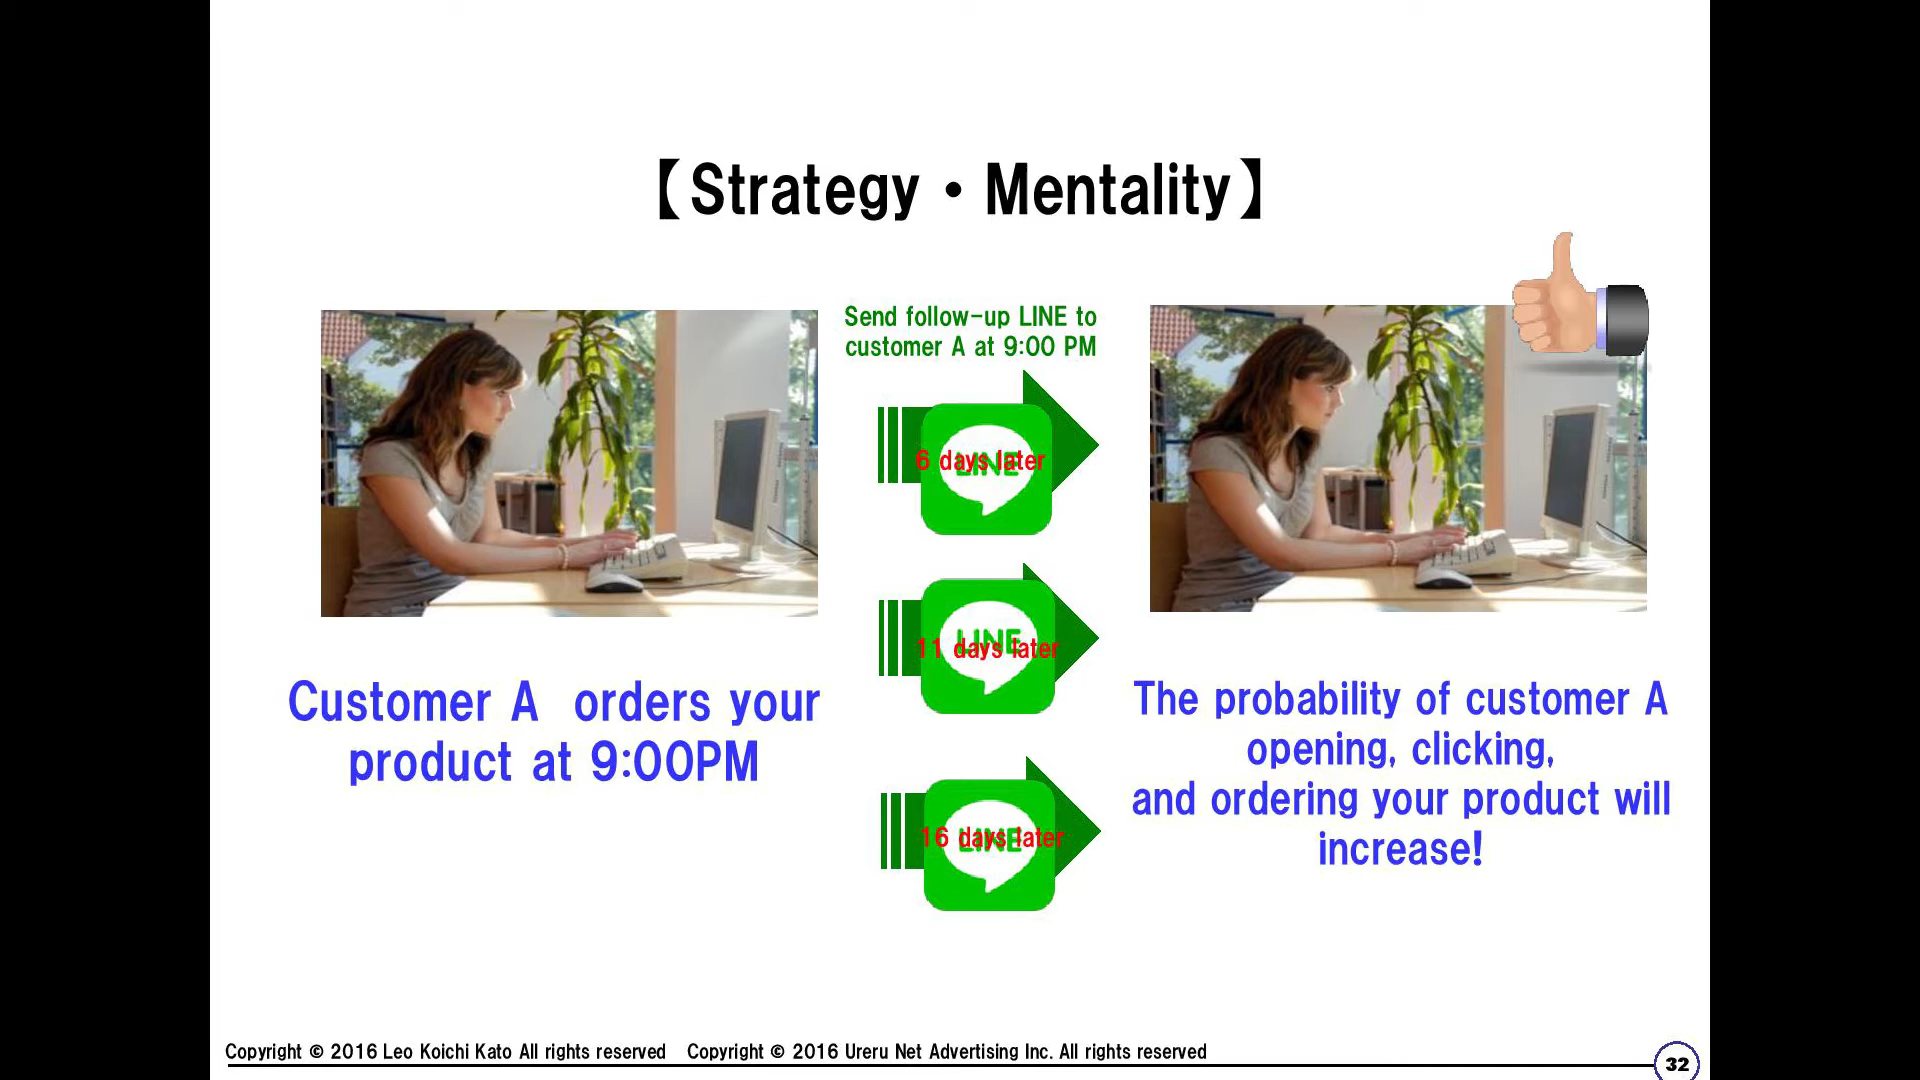 【Strategy・Mentality】
Send follow-up LINE to
customer A at 9:00 PM
LINE
6 days later
LINE
11 days later
LINE
16 days later
Customer A orders your
product at 9:00PM
The probability of customer A
opening, clicking,
and ordering your product will
increase!
Copyright © 2016 Leo Koichi Kato All rights reserved Copyright © 2016 Ureru Net Advertising Inc. All rights reserved
32